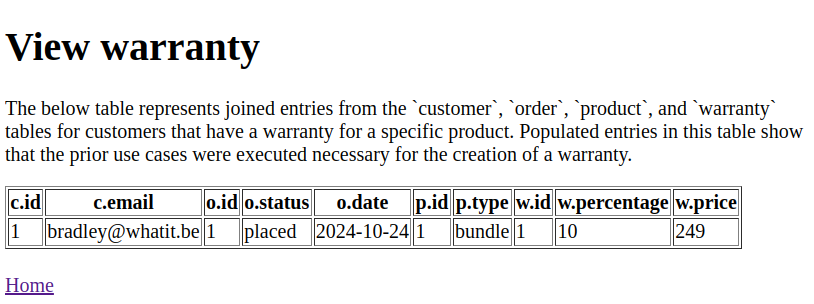 View warranty
The below table represents joined entries from the `customer`, `order`, `product`, and `warranty`
tables for customers that have a warranty for a specific product. Populated entries in this table show
that the prior use cases were executed necessary for the creation of a warranty.
c.id c.email o.id o.status o.date p.id p.type w.id w.percentage w.price
1 bradley@whatit.be 1 placed 2024-10-24 1 bundle 1 10 249
Home